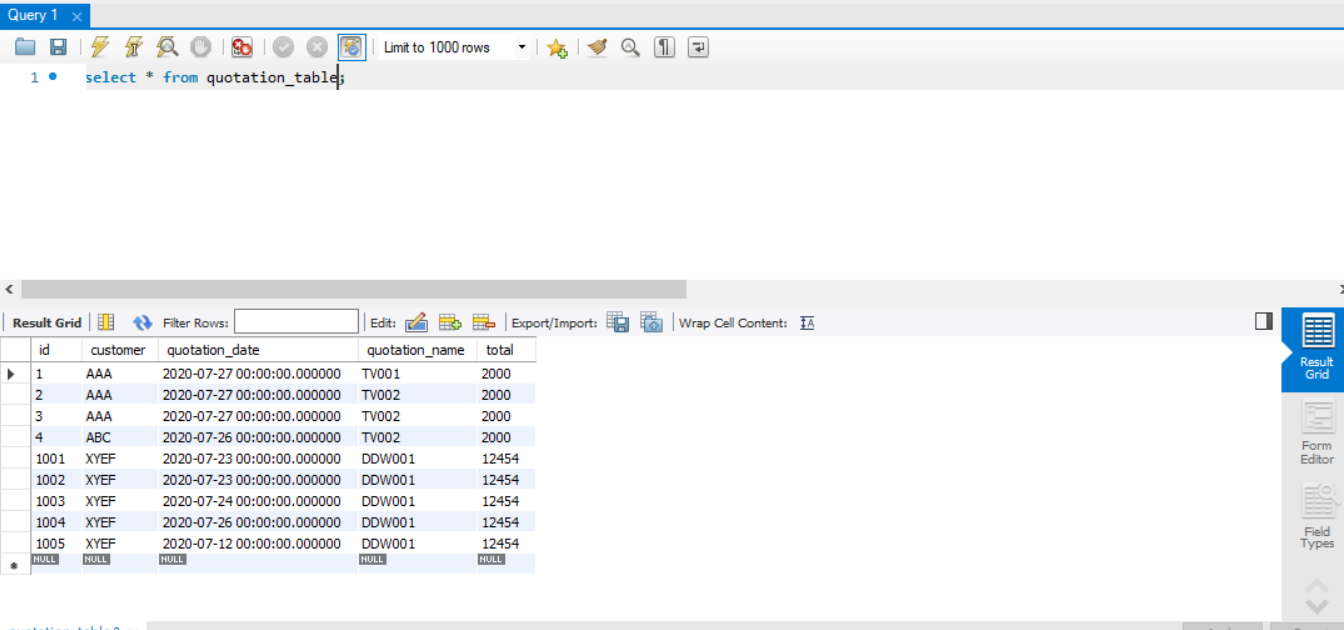 Query 1
Limit to 1000 rows
1 select * from quotation_table;
Result Grid Filter Rows: Edit: Export/Import: Wrap Cell Content:
id customer quotation_date quotation_name total
1 AAA 2020-07-27 00:00:00.000000 TV001 2000
2 AAA 2020-07-27 00:00:00.000000 TV002 2000
3 AAA 2020-07-27 00:00:00.000000 TV002 2000
4 ABC 2020-07-26 00:00:00.000000 TV002 2000
1001 XYEF 2020-07-23 00:00:00.000000 DDW001 12454
1002 XYEF 2020-07-23 00:00:00.000000 DDW001 12454
1003 XYEF 2020-07-24 00:00:00.000000 DDW001 12454
1004 XYEF 2020-07-26 00:00:00.000000 DDW001 12454
1005 XYEF 2020-07-12 00:00:00.000000 DDW001 12454
NULL NULL NULL NULL NULL
Result
Grid
Form
Editor
Field
Types